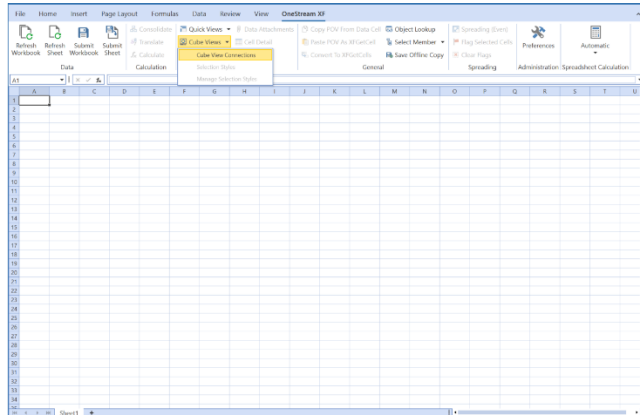 File Home Insert Page Layout Formulas Data Review View OneStream XF
Refresh Workbook
Refresh Sheet
Submit Workbook
Submit Sheet
Data
Consolidate
Translate
Calculate
Calculation
Quick Views
Data Attachments
Cube Views
Cell Detail
Cube View Connections
Selection Styles
Manage Selection Styles
Copy POV From Data Cell
Object Lookup
Paste POV As XFGetCell
Select Member
Convert To XFGetCells
Save Offline Copy
General
Spreading (Even)
Flag Selected Cells
Clear Flags
Spreading
Preferences
Administration
Automatic
Spreadsheet Calculation
A1
A B C D E F G H I J K L M N O P Q R S T U
1
2
3
4
5
6
7
8
9
10
11
12
13
14
15
16
17
18
19
20
21
22
23
24
25
26
27
28
29
30
31
32
33
34
Sheet1